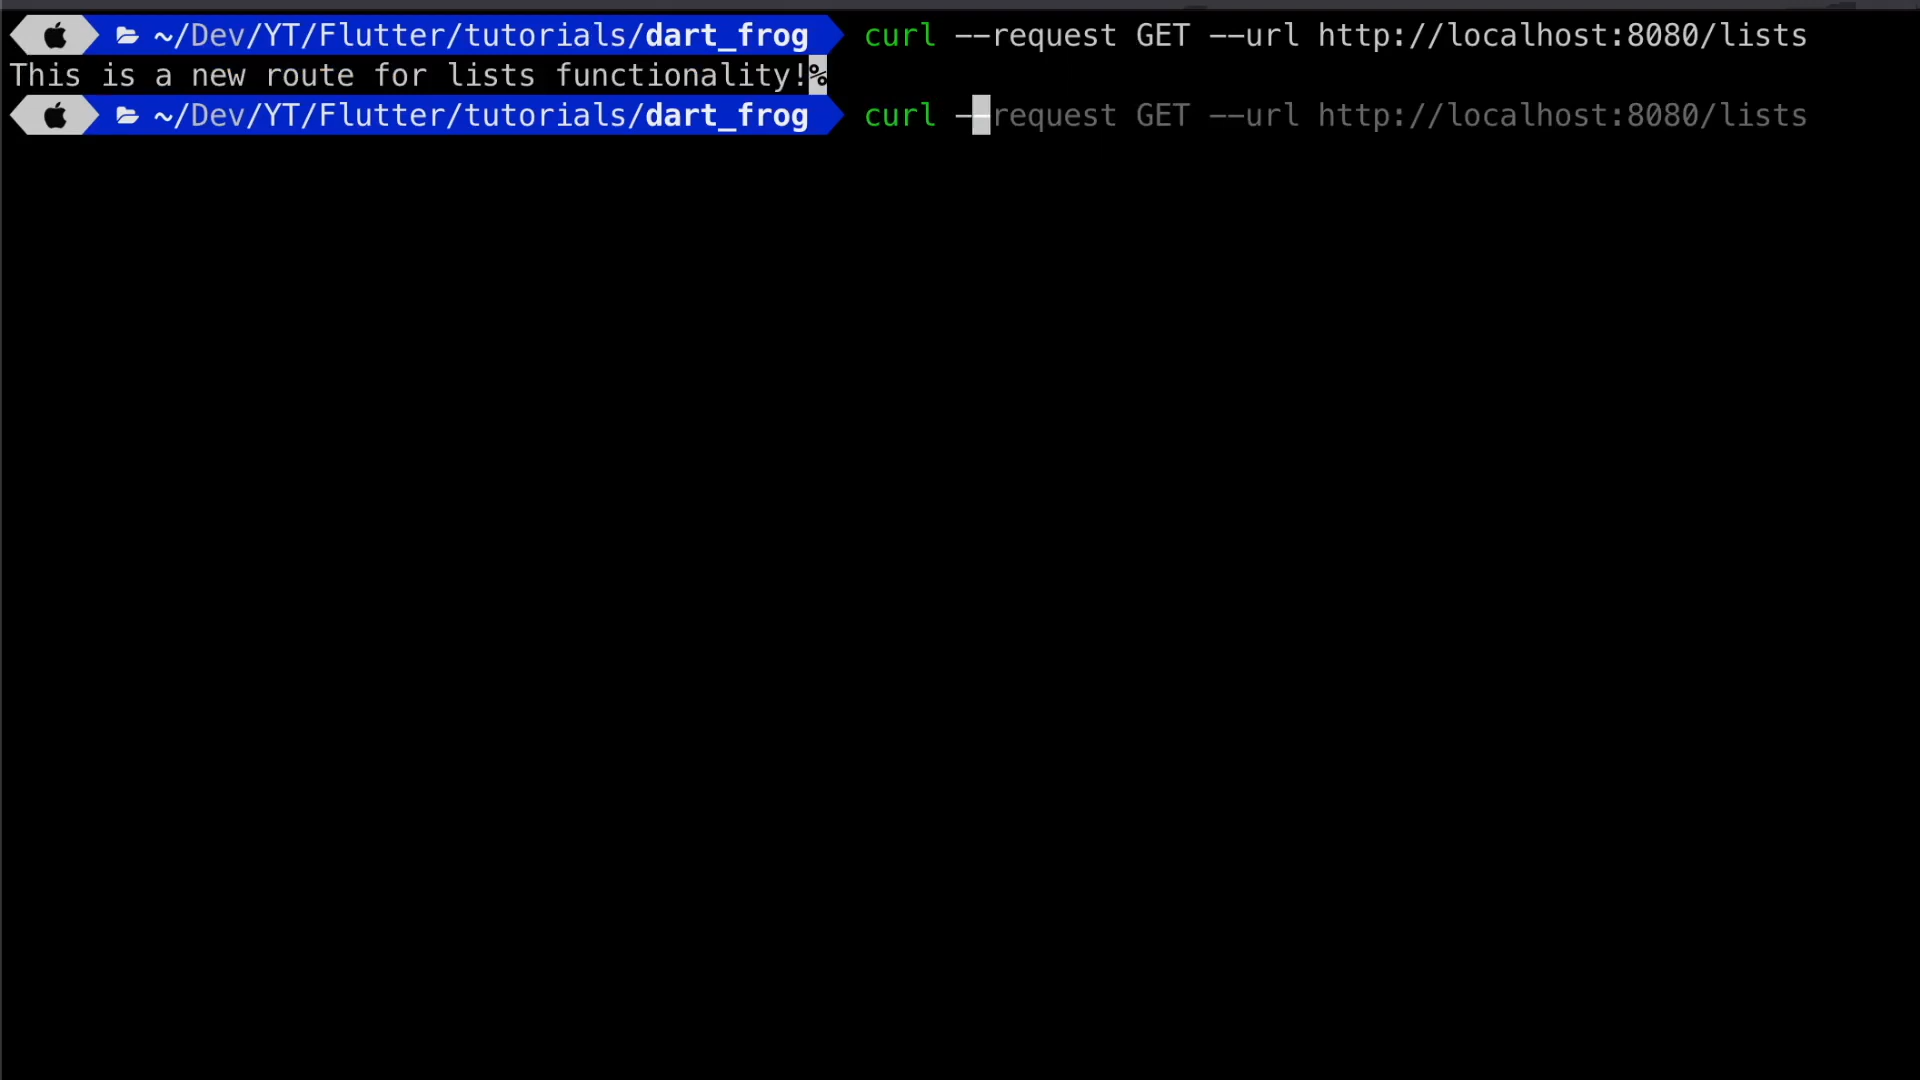 ~/Dev/YT/Flutter/tutorials/dart_frog curl --request GET --url http://localhost:8080/lists
This is a new route for lists functionality!%
~/Dev/YT/Flutter/tutorials/dart_frog curl --request GET --url http://localhost:8080/lists